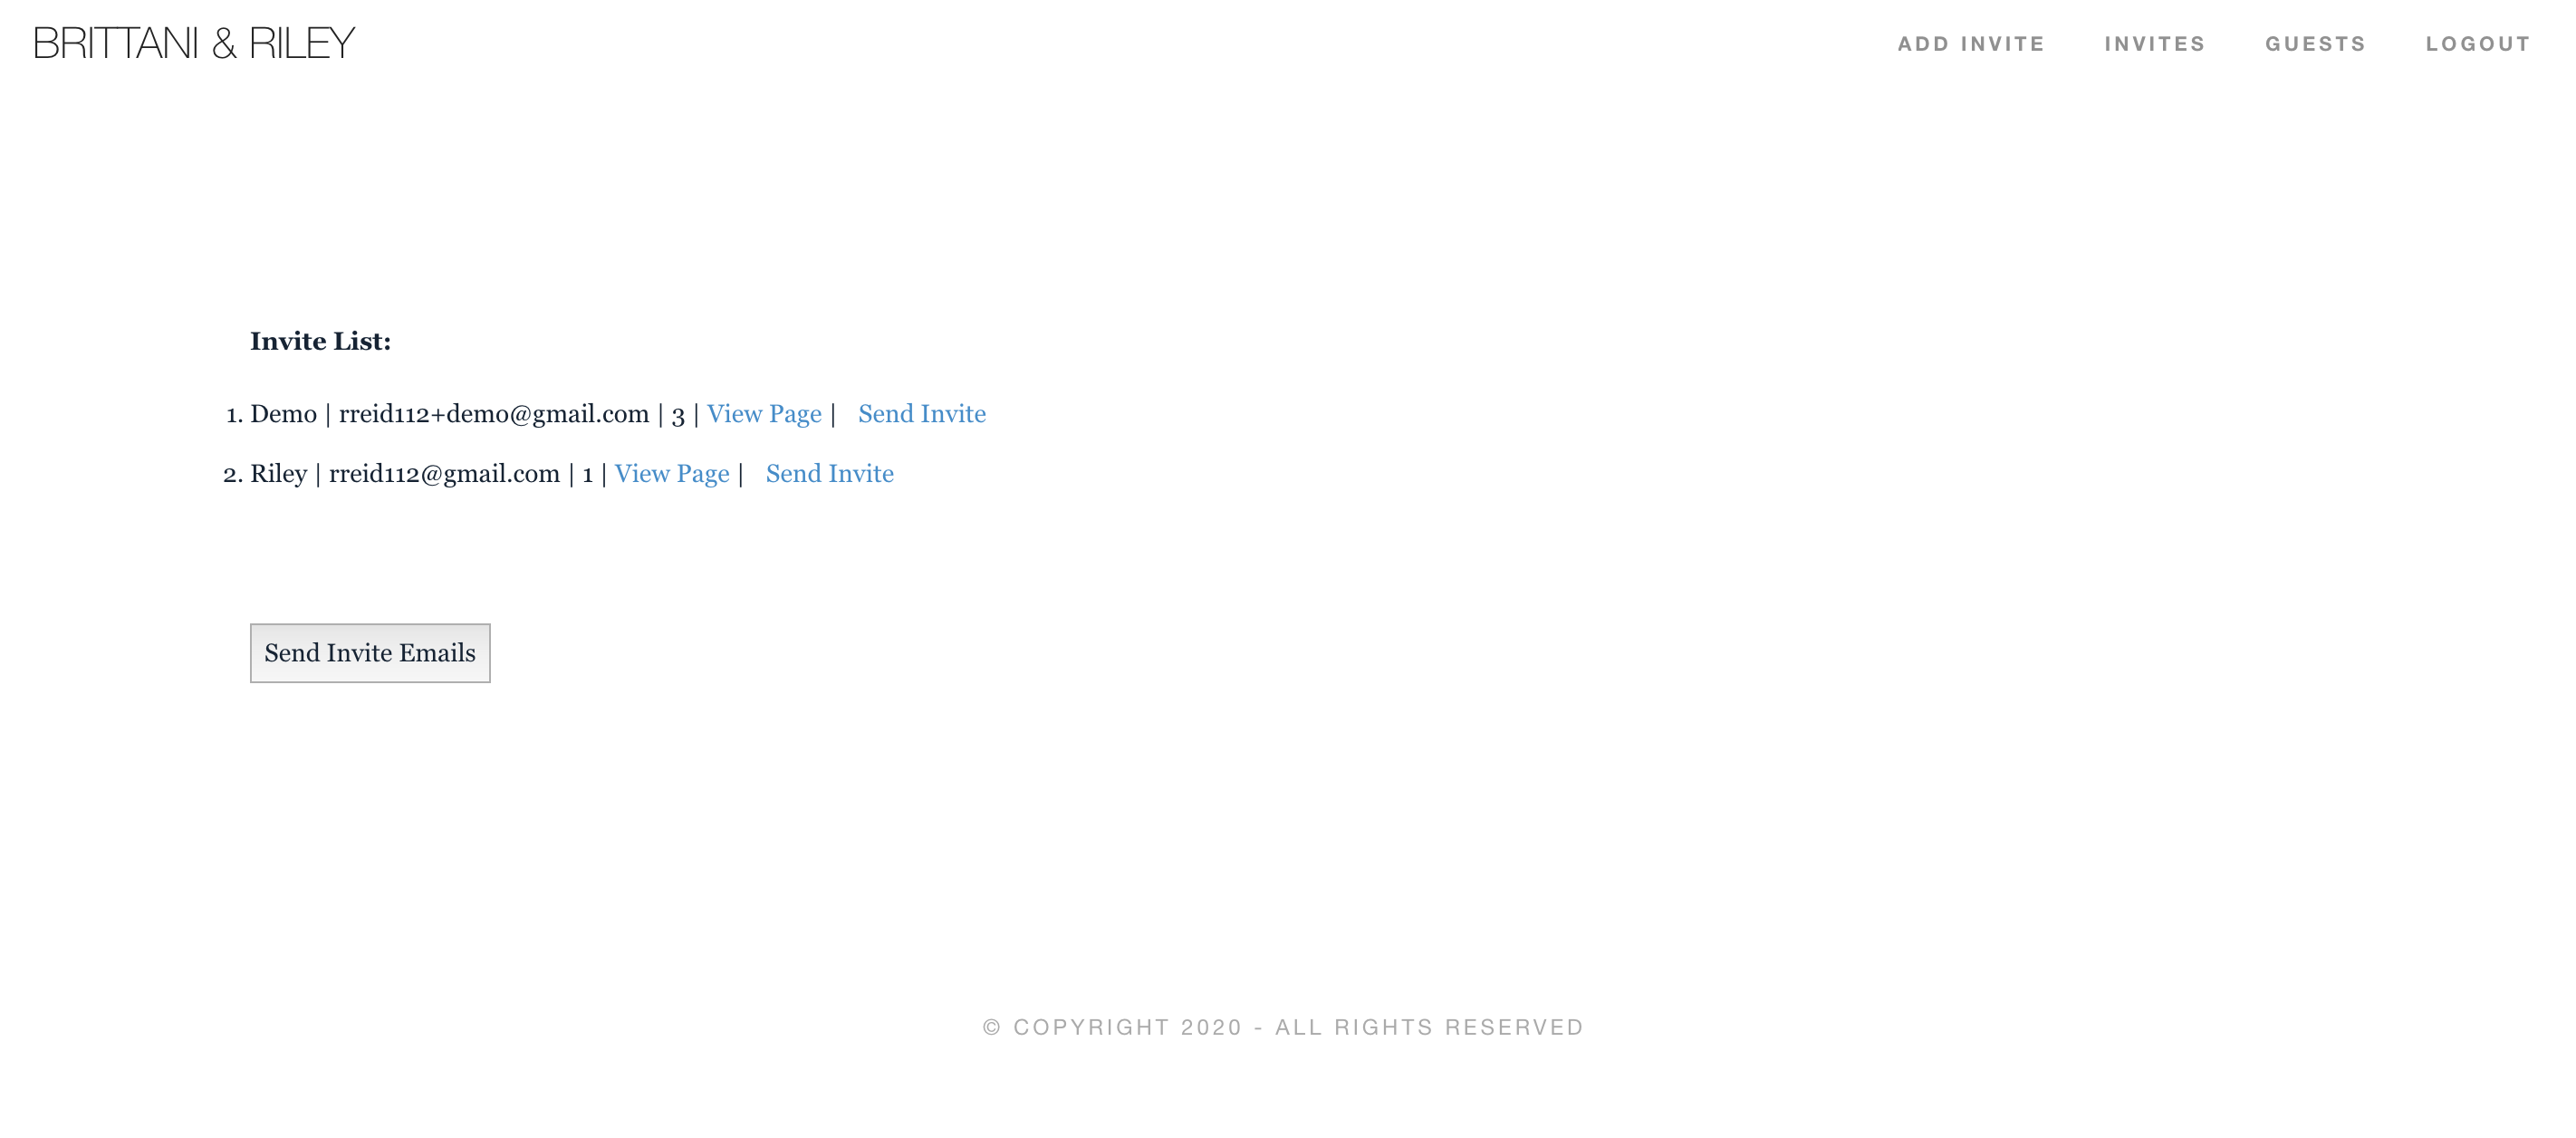 BRITTANI & RILEY
ADD INVITE INVITES GUESTS LOGOUT
Invite List:
1. Demo | rreid112+demo@gmail.com | 3 | View Page | Send Invite
2. Riley | rreid112@gmail.com | 1 | View Page | Send Invite
Send Invite Emails
© COPYRIGHT 2020 - ALL RIGHTS RESERVED